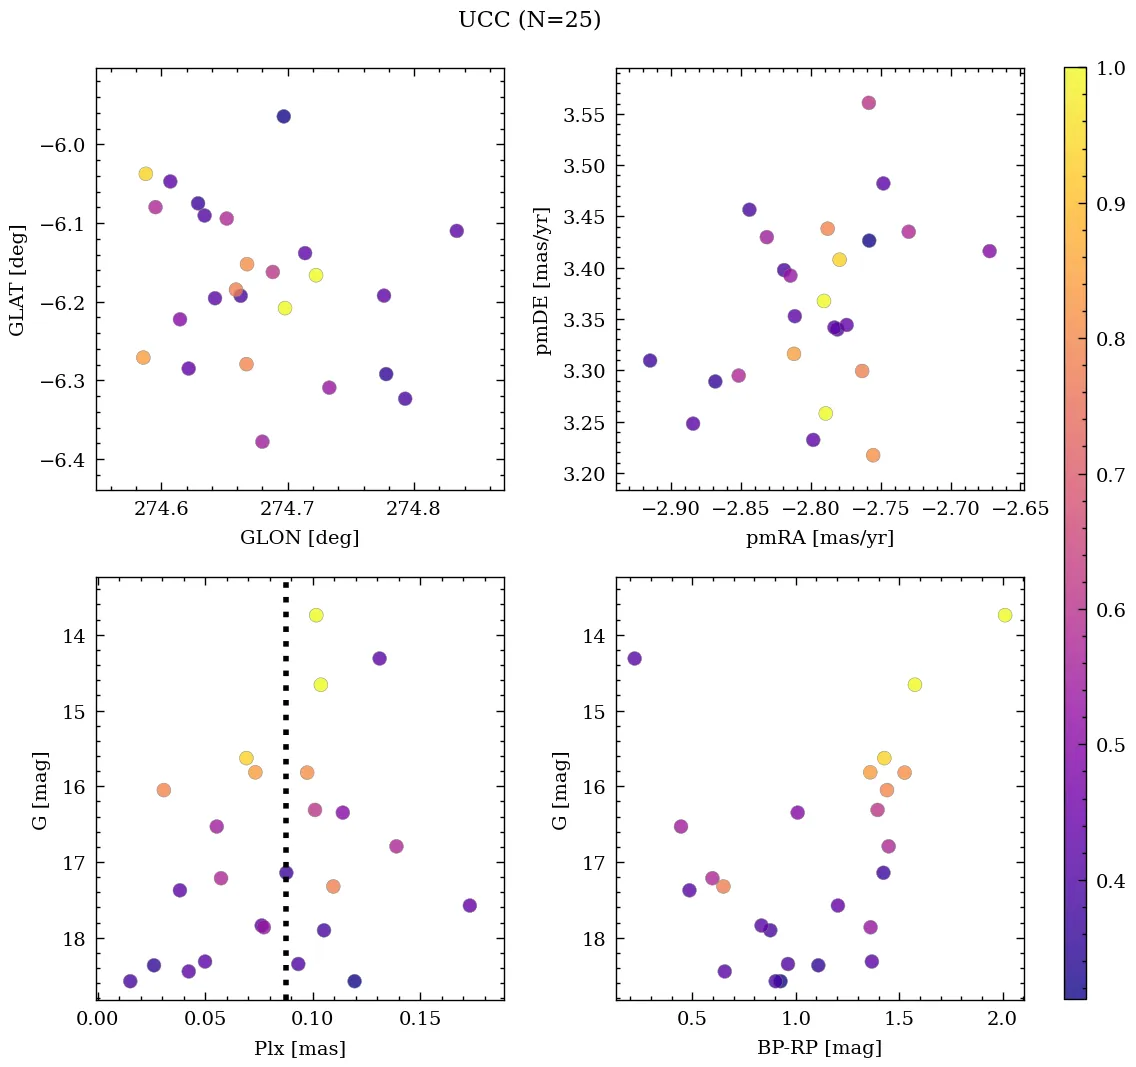 UCC (N=25)
−6.0
−6.1
−6.2
−6.3
−6.4
GLAT [deg]
274.6 274.7 274.8
GLON [deg]
3.55
3.50
3.45
3.40
3.35
3.30
3.25
3.20
pmDE [mas/yr]
−2.90 −2.85 −2.80 −2.75 −2.70 −2.65
pmRA [mas/yr]
14
15
16
17
18
G [mag]
0.00 0.05 0.10 0.15
Plx [mas]
14
15
16
17
18
G [mag]
0.5 1.0 1.5 2.0
BP-RP [mag]
1.0
0.9
0.8
0.7
0.6
0.5
0.4